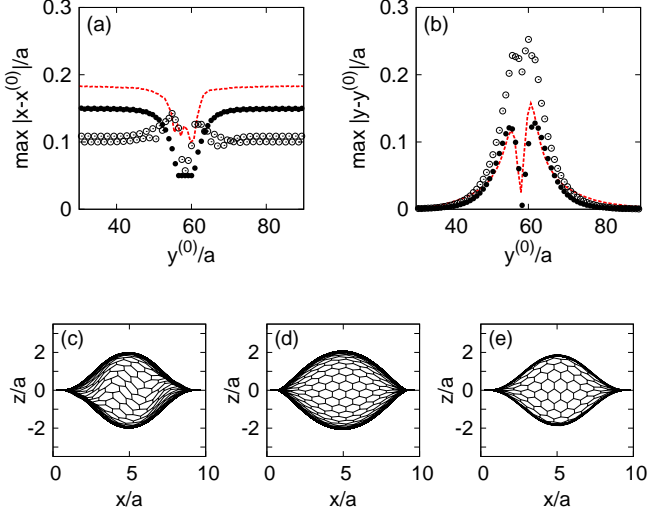 (a)
max |x-x^(0)|/a
0.3
0.2
0.1
0
40 60 80
y^(0)/a
(b)
max |y-y^(0)|/a
0.3
0.2
0.1
0
40 60 80
y^(0)/a
(c)
z/a
2
0
-2
0 5 10
x/a
(d)
z/a
2
0
-2
0 5 10
x/a
(e)
z/a
2
0
-2
0 5 10
x/a